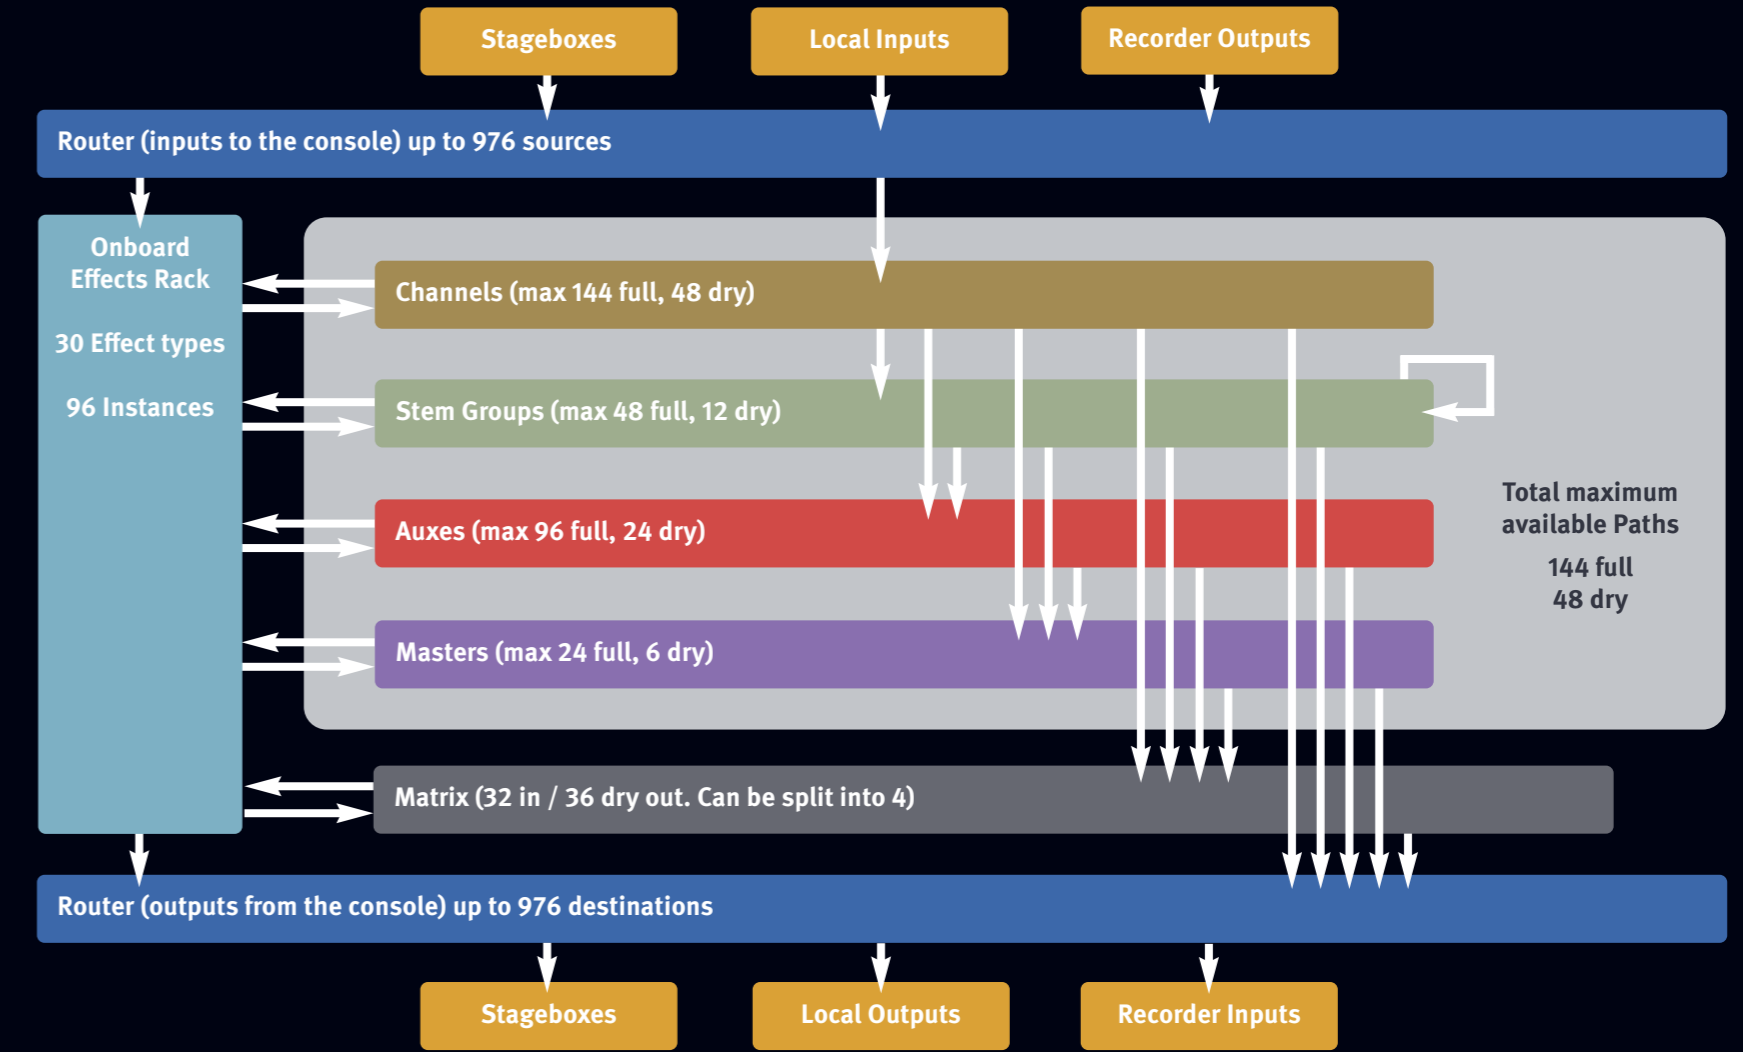 Stageboxes
Local Inputs
Recorder Outputs
Router (inputs to the console) up to 976 sources
Onboard
Effects Rack
30 Effect types
96 Instances
Channels (max 144 full, 48 dry)
Stem Groups (max 48 full, 12 dry)
Auxes (max 96 full, 24 dry)
Masters (max 24 full, 6 dry)
Total maximum
available Paths
144 full
48 dry
Matrix (32 in / 36 dry out. Can be split into 4)
Router (outputs from the console) up to 976 destinations
Stageboxes
Local Outputs
Recorder Inputs